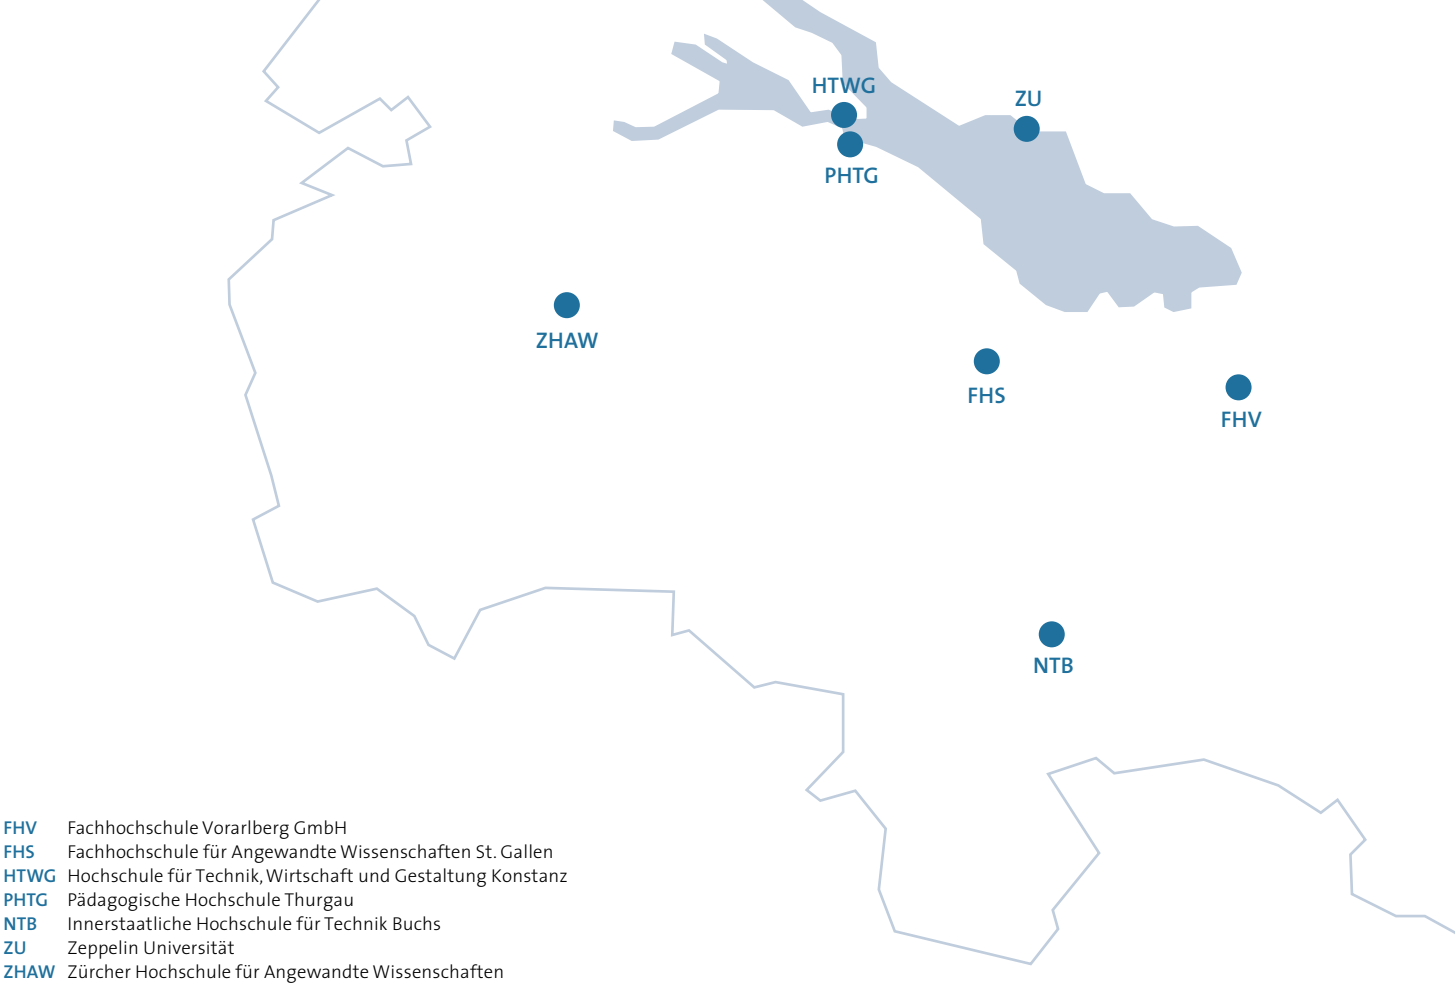 HTWG
ZU
PHTG
ZHAW
FHS
FHV
NTB
FHV Fachhochschule Vorarlberg GmbH
FHS Fachhochschule für Angewandte Wissenschaften St. Gallen
HTWG Hochschule für Technik, Wirtschaft und Gestaltung Konstanz
PHTG Pädagogische Hochschule Thurgau
NTB Innerstaatliche Hochschule für Technik Buchs
ZU Zeppelin Universität
ZHAW Zürcher Hochschule für Angewandte Wissenschaften